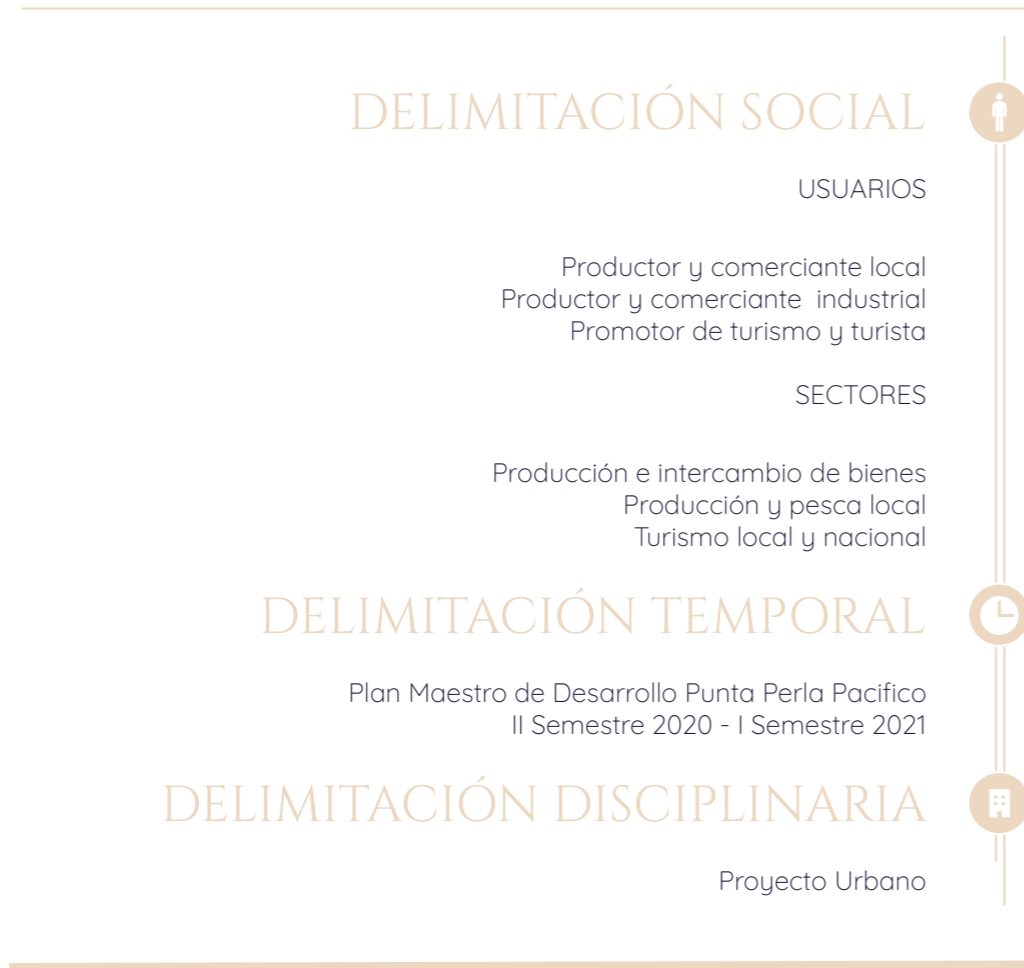 DELIMITACIÓN SOCIAL
USUARIOS
Productor y comerciante local
Productor y comerciante industrial
Promotor de turismo y turista
SECTORES
Producción e intercambio de bienes
Producción y pesca local
Turismo local y nacional
DELIMITACIÓN TEMPORAL
Plan Maestro de Desarrollo Punta Perla Pacifico
II Semestre 2020 - I Semestre 2021
DELIMITACIÓN DISCIPLINARIA
Proyecto Urbano